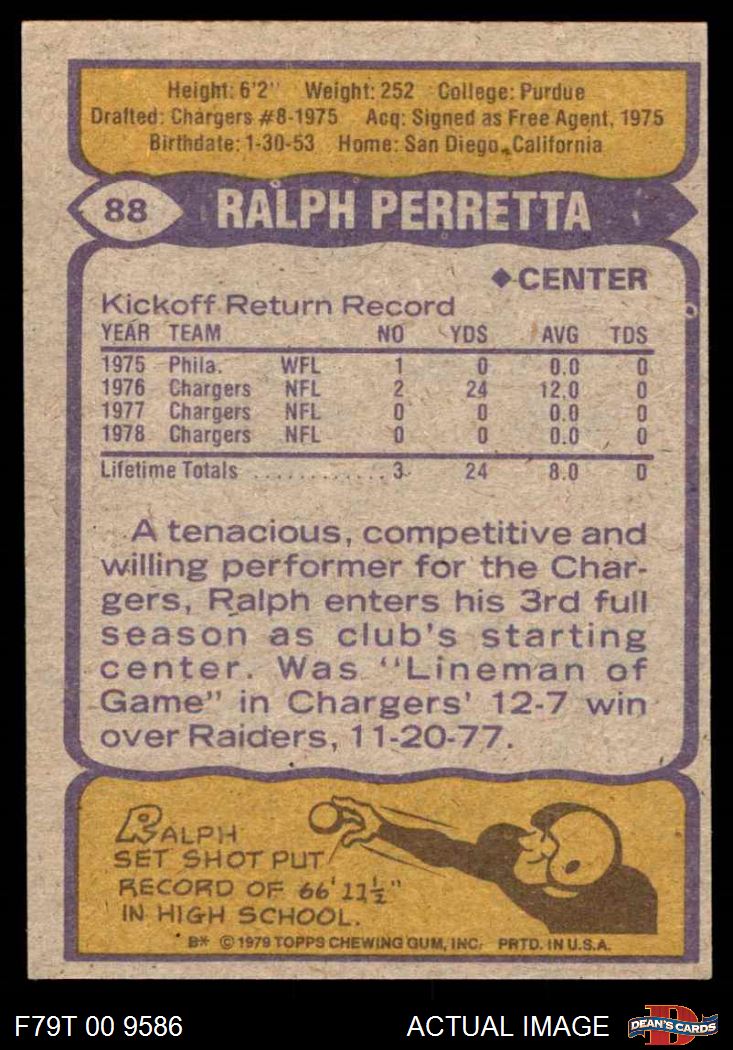 Height: 6'2" Weight: 252 College: Purdue
Drafted: Chargers #8-1975 Acq: Signed as Free Agent, 1975
Birthdate: 1-30-53 Home: San Diego, California
88 RALPH PERRETTA
◆CENTER
Kickoff Return Record
YEAR TEAM NO YDS AVG TDS
1975 Phila. WFL 1 0 0.0 0
1976 Chargers NFL 2 24 12.0 0
1977 Chargers NFL 0 0 0.0 0
1978 Chargers NFL 0 0 0.0 0
Lifetime Totals ............ 3 24 8.0 0
A tenacious, competitive and
willing performer for the Char-
gers, Ralph enters his 3rd full
season as club's starting
center. Was "Lineman of
Game" in Chargers' 12-7 win
over Raiders, 11-20-77.
RALPH
SET SHOT PUT
RECORD OF 66' 11½"
IN HIGH SCHOOL.
B* © 1979 TOPPS CHEWING GUM, INC. PRTD. IN U.S.A.
F79T 00 9586 ACTUAL IMAGE D DEAN'S CARDS